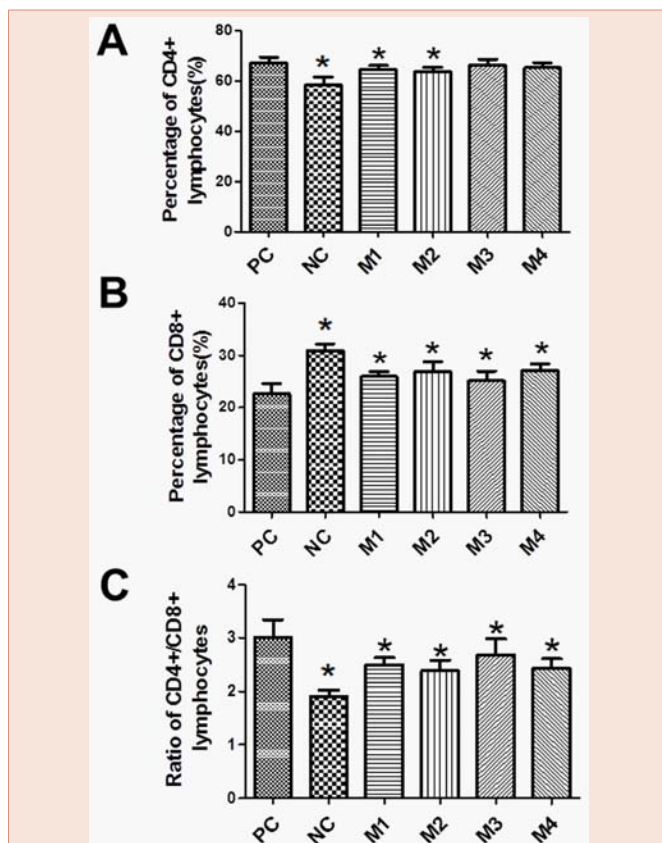 A
Percentage of CD4+
lymphocytes(%)
80
60
40
20
0
* * *
PC NC M1 M2 M3 M4
B
Percentage of CD8+
lymphocytes(%)
40
30
20
10
0
* * * * *
PC NC M1 M2 M3 M4
C
Ratio of CD4+/CD8+
lymphocytes
4
3
2
1
0
* * * * *
PC NC M1 M2 M3 M4